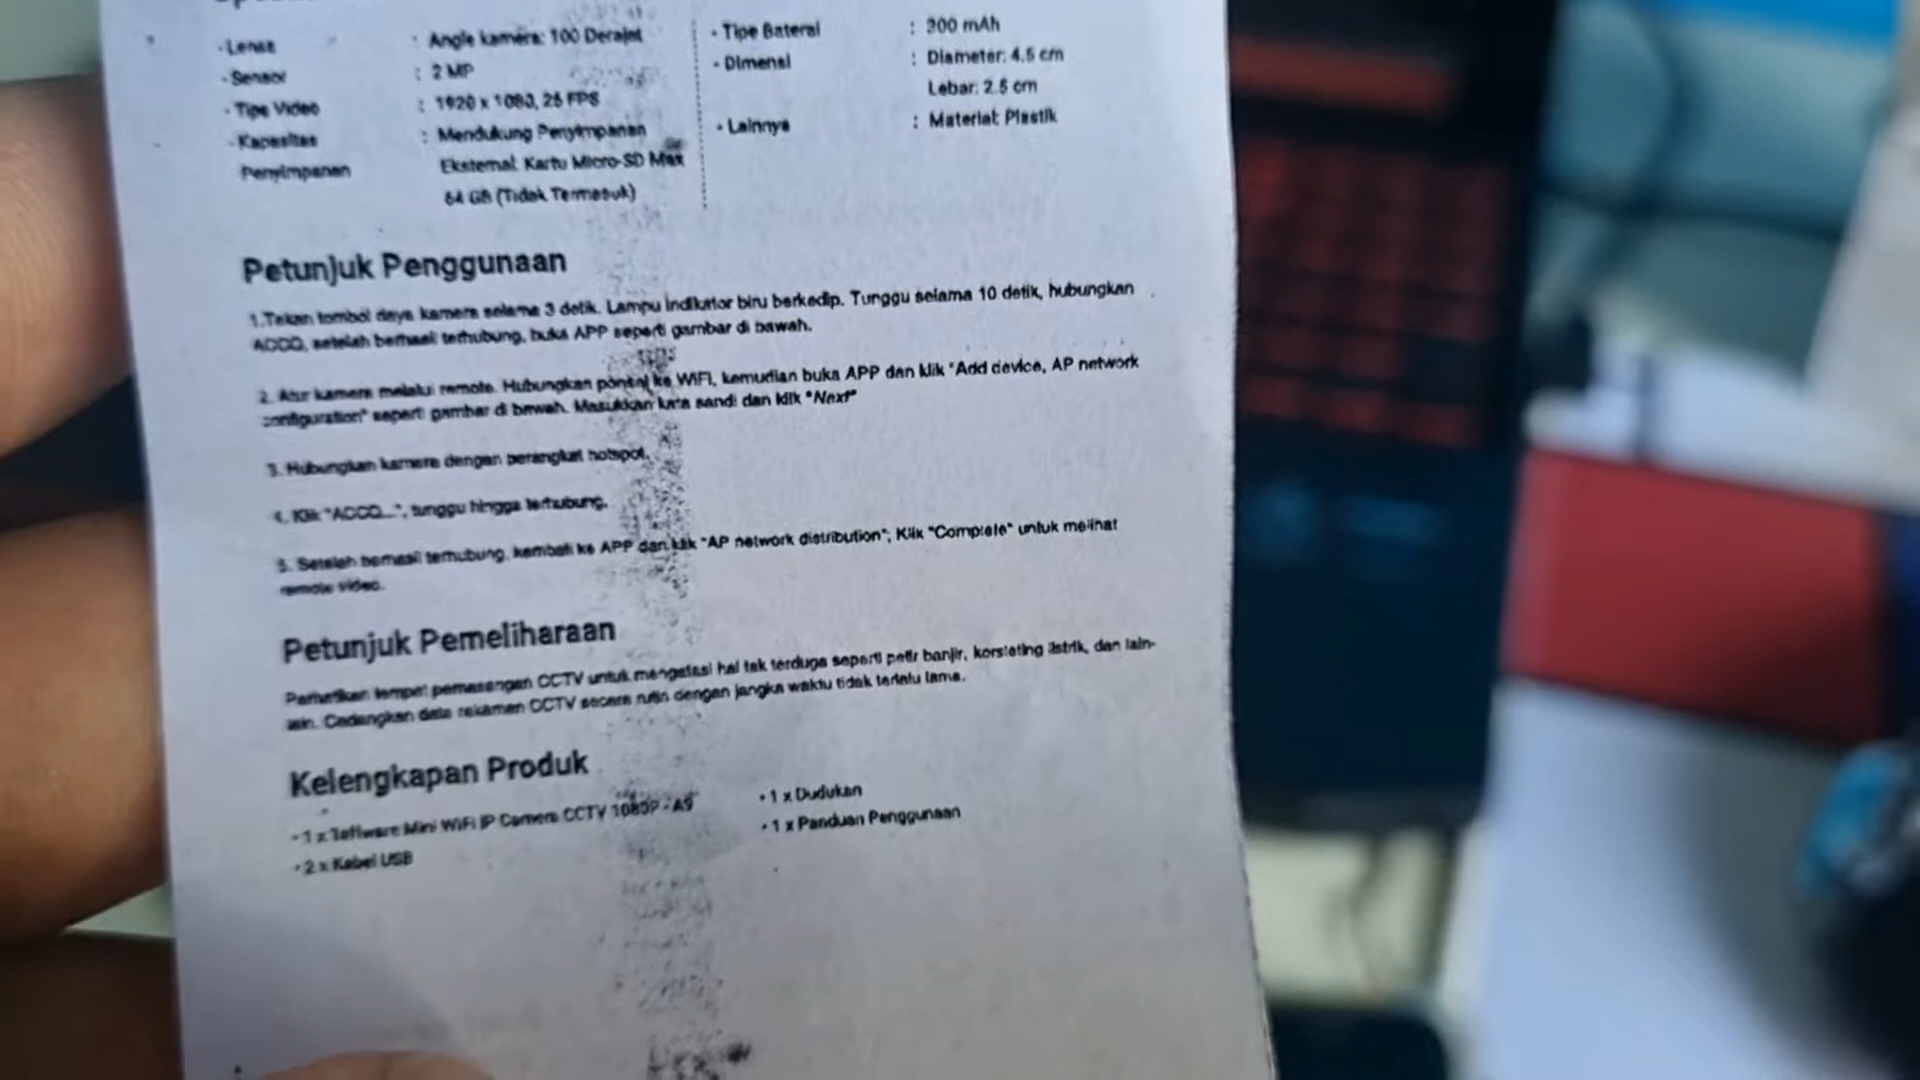 - Lensa : Angle kamera: 100 Derajat
- Sensor : 2 MP
- Tipe Video : 1920 x 1080, 25 FPS
- Kapasitas Penyimpanan : Mendukung Penyimpanan
Eksternal: Kartu Micro-SD Max
64 GB (Tidak Termasuk)
- Tipe Baterai : 300 mAh
- Dimensi : Diameter: 4.5 cm
Lebar: 2.5 cm
- Lainnya : Material: Plastik
Petunjuk Penggunaan
1.Tekan tombol daya kamera selama 3 detik. Lampu indikator biru berkedip. Tunggu selama 10 detik, hubungkan
ACCQ, setelah berhasil terhubung, buka APP seperti gambar di bawah.
2. Atur kamera melalui remote. Hubungkan ponsel ke WiFi, kemudian buka APP dan klik "Add device, AP network
configuration" seperti gambar di bawah. Masukkan kata sandi dan klik "Next"
3. Hubungkan kamera dengan perangkat hotspot.
4. Klik "ACCQ...", tunggu hingga terhubung.
5. Setelah berhasil terhubung, kembali ke APP dan klik "AP network distribution"; Klik "Complete" untuk melihat
remote video.
Petunjuk Pemeliharaan
Perhatikan tempat pemasangan CCTV untuk mengatasi hal tak terduga seperti petir banjir, korsleting listrik, dan lain-
lain. Cadangkan data rekaman CCTV secara rutin dengan jangka waktu tidak terlalu lama.
Kelengkapan Produk
- 1 x Taffware Mini WiFi IP Camera CCTV 1080P - A9
- 2 x Kabel USB
- 1 x Dudukan
- 1 x Panduan Penggunaan